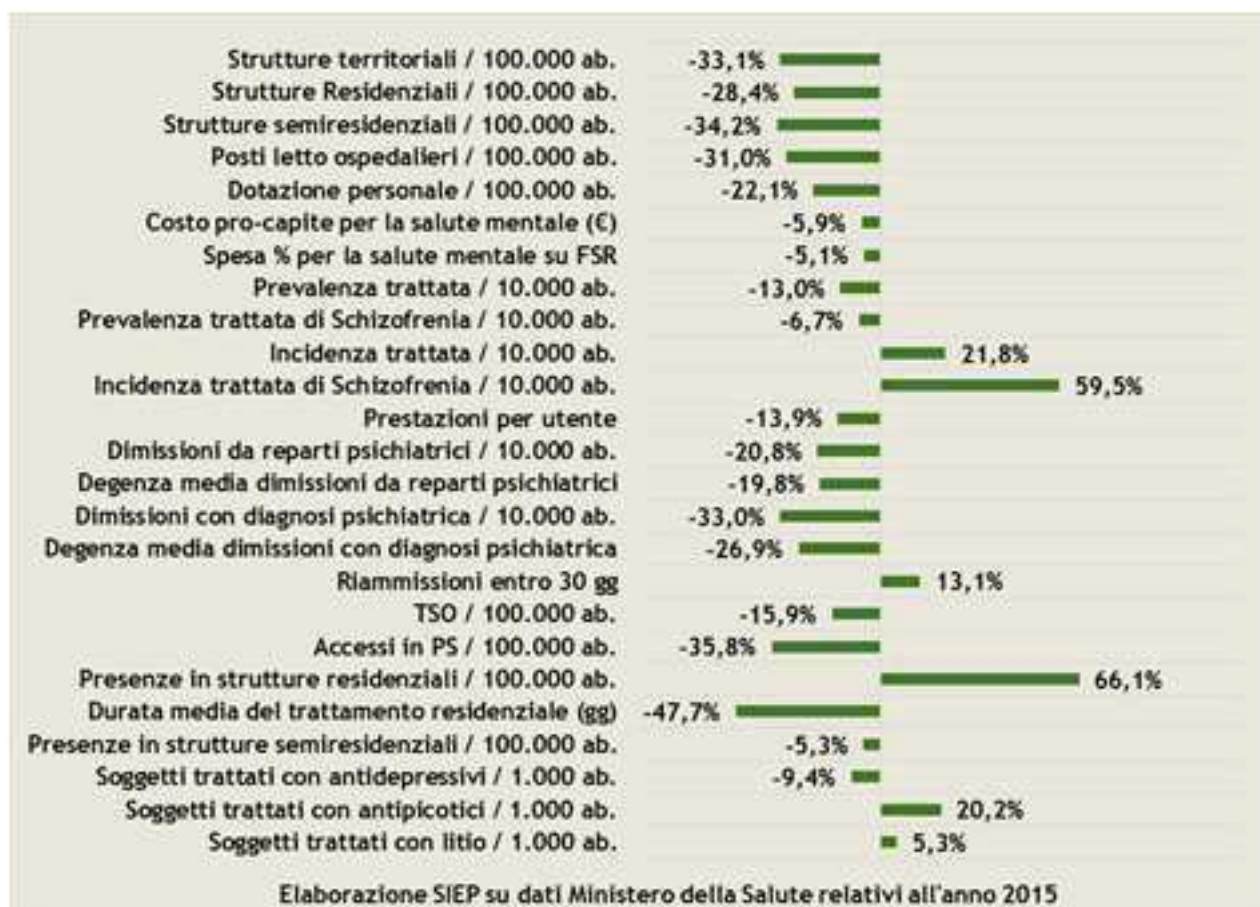 Strutture territoriali / 100.000 ab. -33,1%
Strutture Residenziali / 100.000 ab. -28,4%
Strutture semiresidenziali / 100.000 ab. -34,2%
Posti letto ospedalieri / 100.000 ab. -31,0%
Dotazione personale / 100.000 ab. -22,1%
Costo pro-capite per la salute mentale (€) -5,9%
Spesa % per la salute mentale su FSR -5,1%
Prevalenza trattata / 10.000 ab. -13,0%
Prevalenza trattata di Schizofrenia / 10.000 ab. -6,7%
Incidenza trattata / 10.000 ab. 21,8%
Incidenza trattata di Schizofrenia / 10.000 ab. 59,5%
Prestazioni per utente -13,9%
Dimissioni da reparti psichiatrici / 10.000 ab. -20,8%
Degenza media dimissioni da reparti psichiatrici -19,8%
Dimissioni con diagnosi psichiatrica / 10.000 ab. -33,0%
Degenza media dimissioni con diagnosi psichiatrica -26,9%
Riammissioni entro 30 gg 13,1%
TSO / 100.000 ab. -15,9%
Accessi in PS / 100.000 ab. -35,8%
Presenze in strutture residenziali / 100.000 ab. 66,1%
Durata media del trattamento residenziale (gg) -47,7%
Presenze in strutture semiresidenziali / 100.000 ab. -5,3%
Soggetti trattati con antidepressivi / 1.000 ab. -9,4%
Soggetti trattati con antipicotici / 1.000 ab. 20,2%
Soggetti trattati con litio / 1.000 ab. 5,3%
Elaborazione SIEP su dati Ministero della Salute relativi all'anno 2015